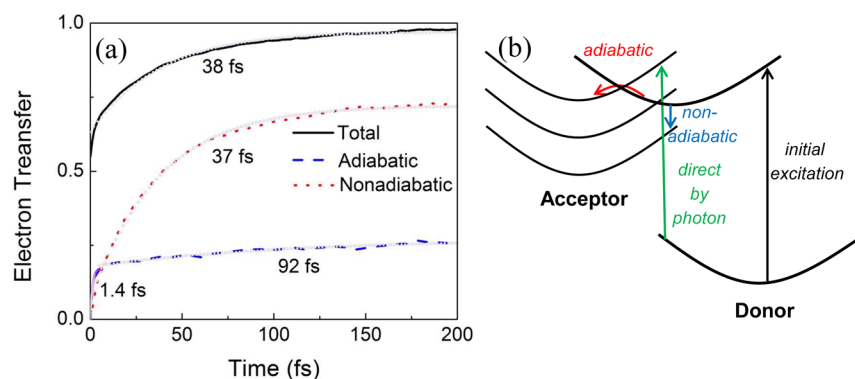 (a)
1.0
0.5
0.0
Electron Treansfer
38 fs
37 fs
Total
Adiabatic
Nonadiabatic
1.4 fs
92 fs
0
50
100
150
200
Time (fs)
(b)
adiabatic
non-
adiabatic
direct
by
photon
initial
excitation
Acceptor
Donor